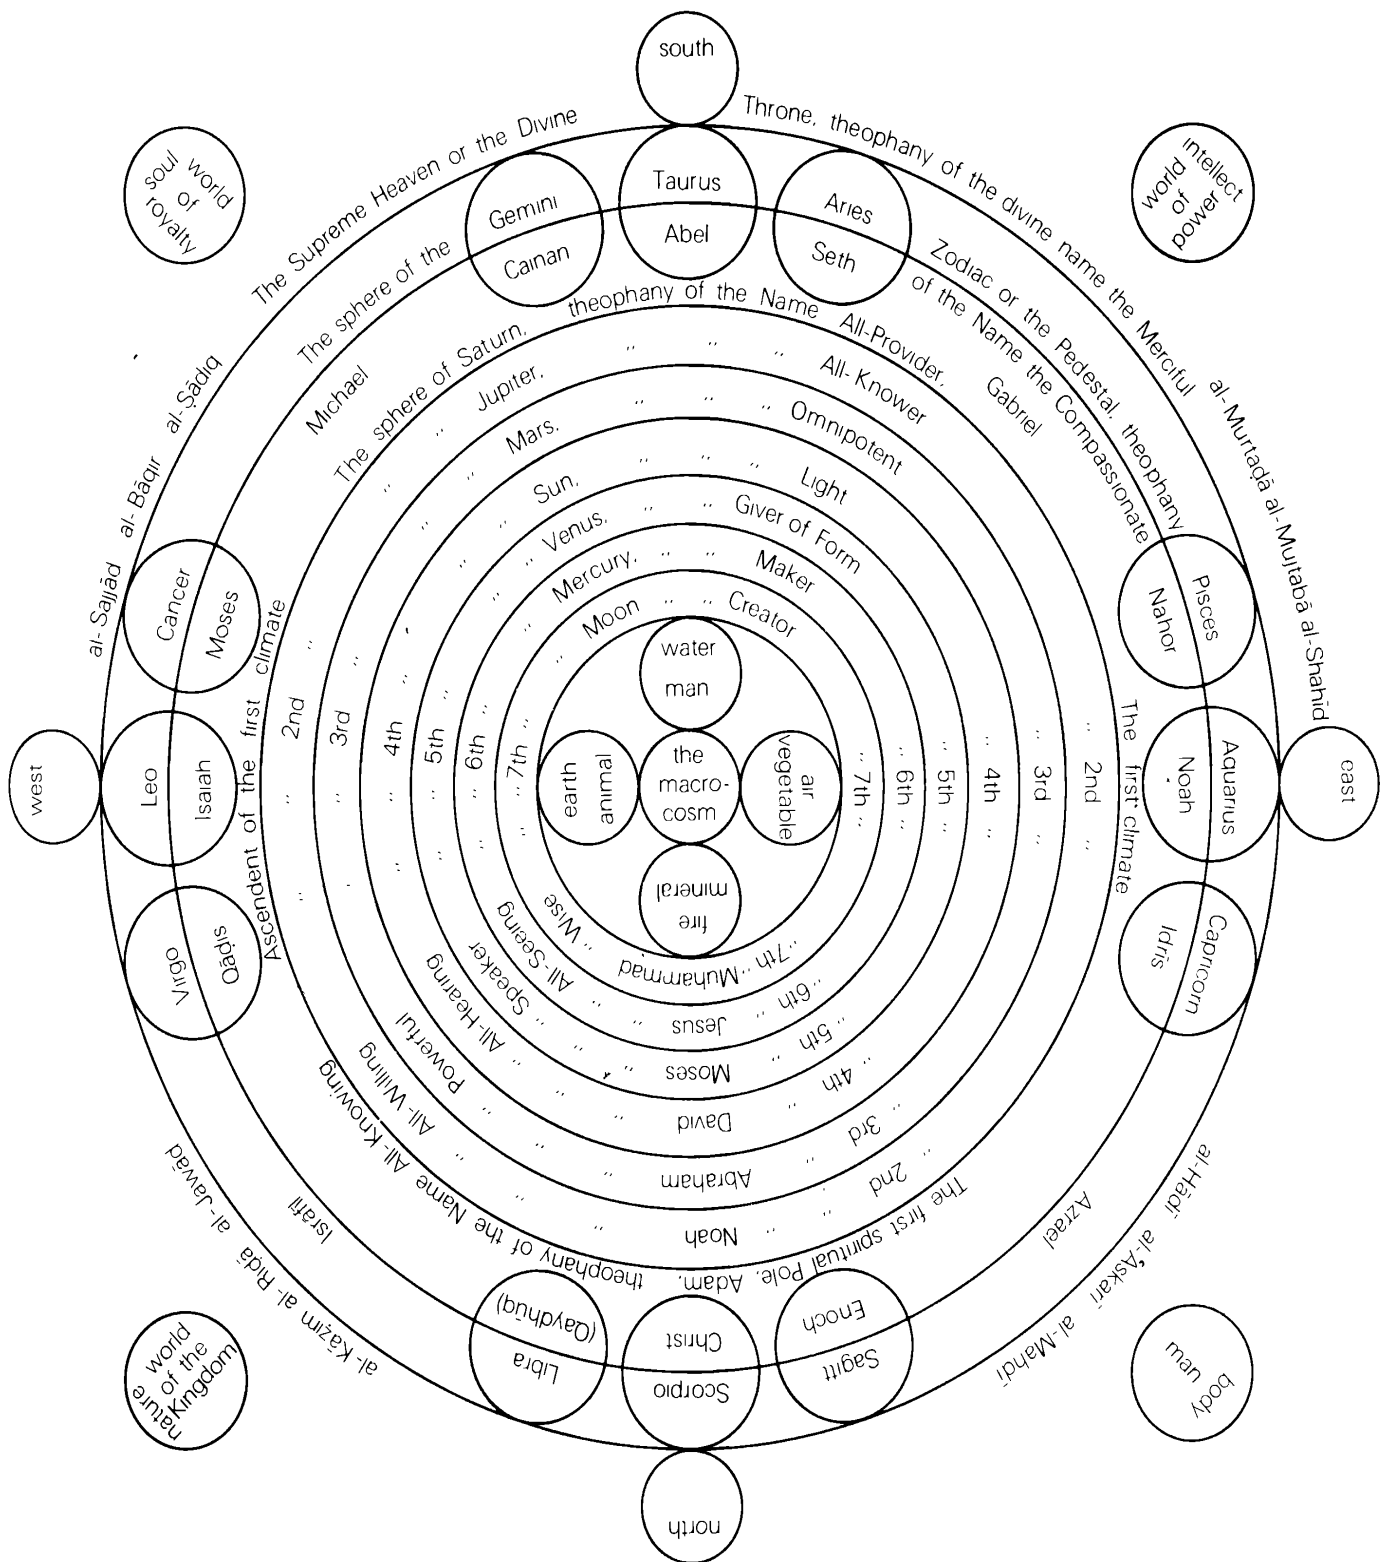 south
The Supreme Heaven or the Divine
Throne, theophany of the divine name the Merciful
soul
world
of
royalty
intellect
world
of
power
Gemini
Cainan
Taurus
Abel
Aries
Seth
The sphere of the
Zodiac or the Pedestal, theophany
of the Name the Compassionate
Michael
Gabriel
al-Sajjād al-Bāqir al-Ṣādiq
al-Murtaḍā al-Mujtabā al-Shahīd
The sphere of Saturn, theophany of the Name All-Provider,
,, ,, Jupiter, ,, ,, ,, All-Knower
,, ,, Mars, ,, ,, ,, Omnipotent
,, ,, Sun, ,, ,, ,, Light
,, ,, Venus, ,, ,, Giver of Form
,, ,, Mercury, ,, ,, Maker
,, ,, Moon ,, ,, Creator
Cancer
Moses
Pisces
Nahor
west
Leo
Isaiah
Ascendent of the first climate
,, ,, 2nd ,,
,, ,, 3rd ,,
,, ,, 4th ,,
,, ,, 5th ,,
,, ,, 6th ,,
,, ,, 7th ,,
water
man
earth
animal
the
macro-
cosm
air
vegetable
fire
mineral
,, 7th ,,
,, 6th ,,
,, 5th ,,
,, 4th ,,
,, 3rd ,,
,, 2nd ,,
The first climate
Aquarius
Noah
east
Virgo
Qādis
Capricorn
Idrīs
The first spiritual Pole, Adam, theophany of the Name All-Knowing
,, 2nd ,, ,, Noah ,, ,, ,, All-Willing
,, 3rd ,, Abraham ,, ,, ,, Powerful
,, 4th ,, David ,, ,, ,, All-Hearing
,, 5th ,, Moses ,, ,, ,, Speaker
,, 6th ,, Jesus ,, ,, All-Seeing
,, 7th ,, Muḥammad ,, Wise
Isrāfīl
Azrael
al-Kāẓim al-Riḍā al-Jawād
al-Hādī al-ʿAskarī al-Mahdī
(Qaydhūq)
Libra
Christ
Scorpio
Enoch
Sagitt
world
of the
Kingdom
nature
man
body
north